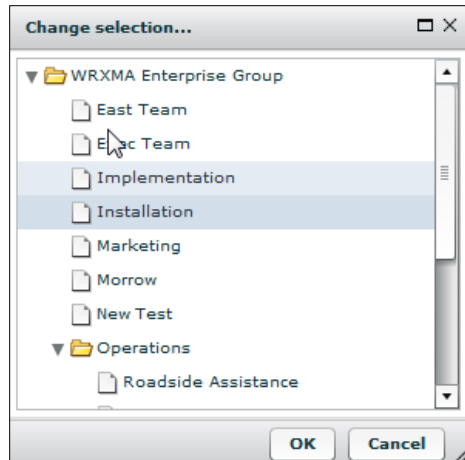 Change selection...
WRXMA Enterprise Group
East Team
Team
Implementation
Installation
Marketing
Morrow
New Test
Operations
Roadside Assistance
OK
Cancel